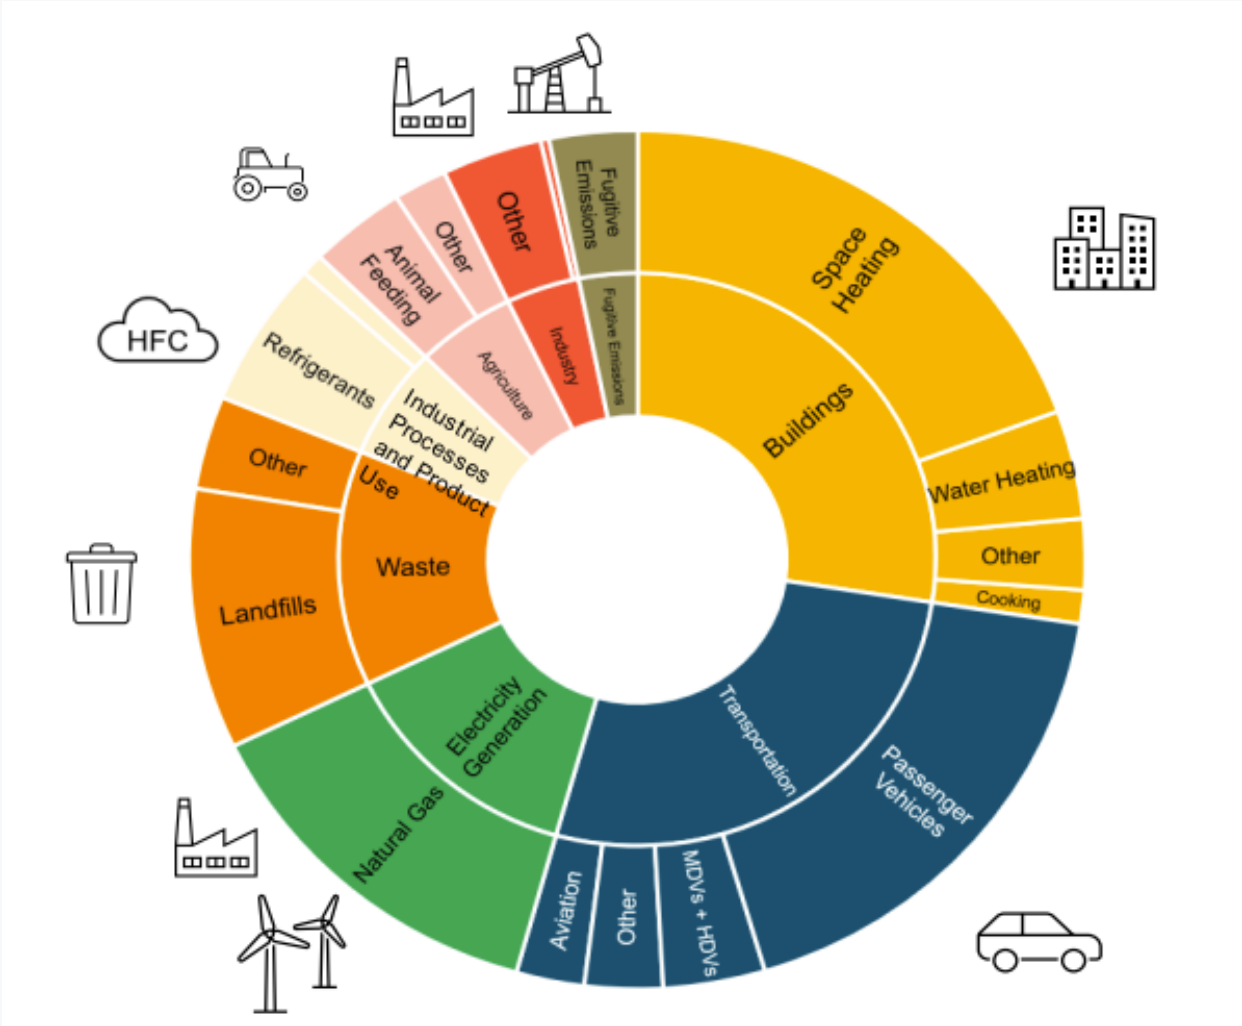 Fugitive
Emissions
Other
Other
Animal
Feeding
Refrigerants
HFC
Other
Landfills
Natural Gas
Aviation
Other
MDVs + HDVs
Passenger
Vehicles
Cooking
Other
Water Heating
Space
Heating
Buildings
Transportation
Electricity
Generation
Waste
Industrial
Processes
and Product
Use
Agriculture
Industry
Fugitive Emissions